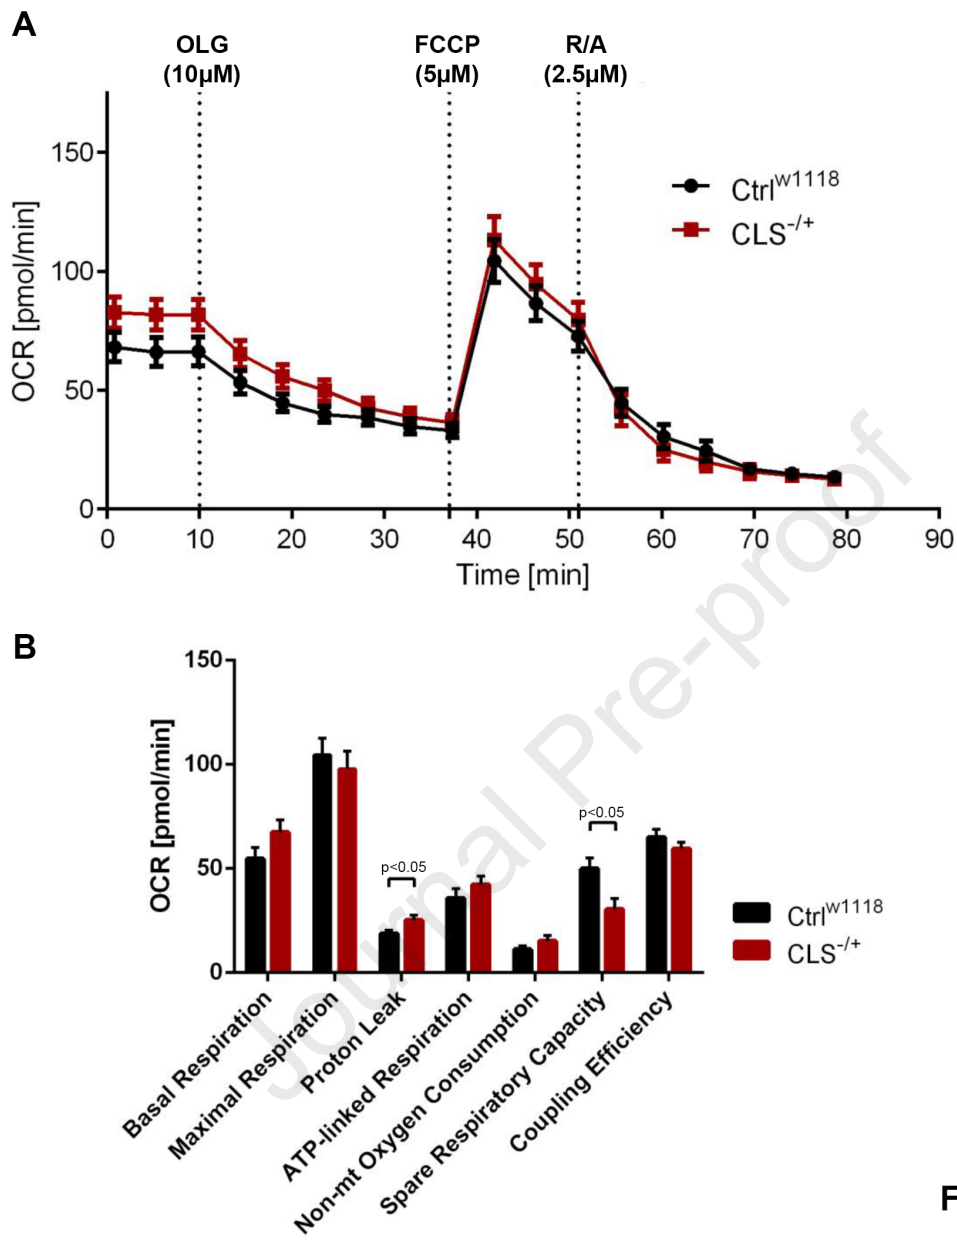 A
OLG
(10µM)
FCCP
(5µM)
R/A
(2.5µM)
150
100
50
0
OCR [pmol/min]
Ctrl^w1118
CLS^-/+
0 10 20 30 40 50 60 70 80 90
Time [min]
B
150
100
50
0
OCR [pmol/min]
p<0.05
p<0.05
Ctrl^w1118
CLS^-/+
Basal Respiration
Maximal Respiration
Proton Leak
ATP-linked Respiration
Non-mt Oxygen Consumption
Spare Respiratory Capacity
Coupling Efficiency
Journal Pre-proof
F